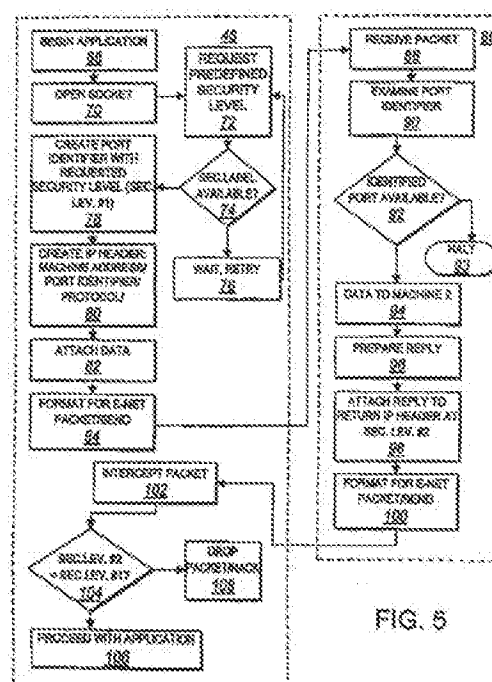 BEGIN APPLICATION
68
OPEN SOCKET
70
48
REQUEST
PREDEFINED
SECURITY
LEVEL
72
SEC.LABEL
AVAILABLE?
74
WAIT, RETRY
76
CREATE PORT
IDENTIFIER WITH
REQUESTED
SECURITY LEVEL (SEC.
LEV. #1)
78
CREATE IP HEADER:
MACHINE ADDRESS/
PORT IDENTIFIER/
PROTOCOL/
80
ATTACH DATA
82
FORMAT FOR E-NET
PACKET/SEND
84
INTERCEPT PACKET
102
SEC.LEV. #2
= SEC.LEV. #1?
104
DROP
PACKET/NACK
108
PROCEED WITH APPLICATION
106
RECEIVE PACKET
88
EXAMINE PORT
IDENTIFIER
90
IDENTIFIED
PORT AVAILABLE?
92
HALT
93
DATA TO MACHINE 2
94
PREPARE REPLY
96
ATTACH REPLY TO
RETURN IP HEADER AT
SEC. LEV. #2
98
FORMAT FOR E-NET
PACKET/SEND
100
FIG. 5